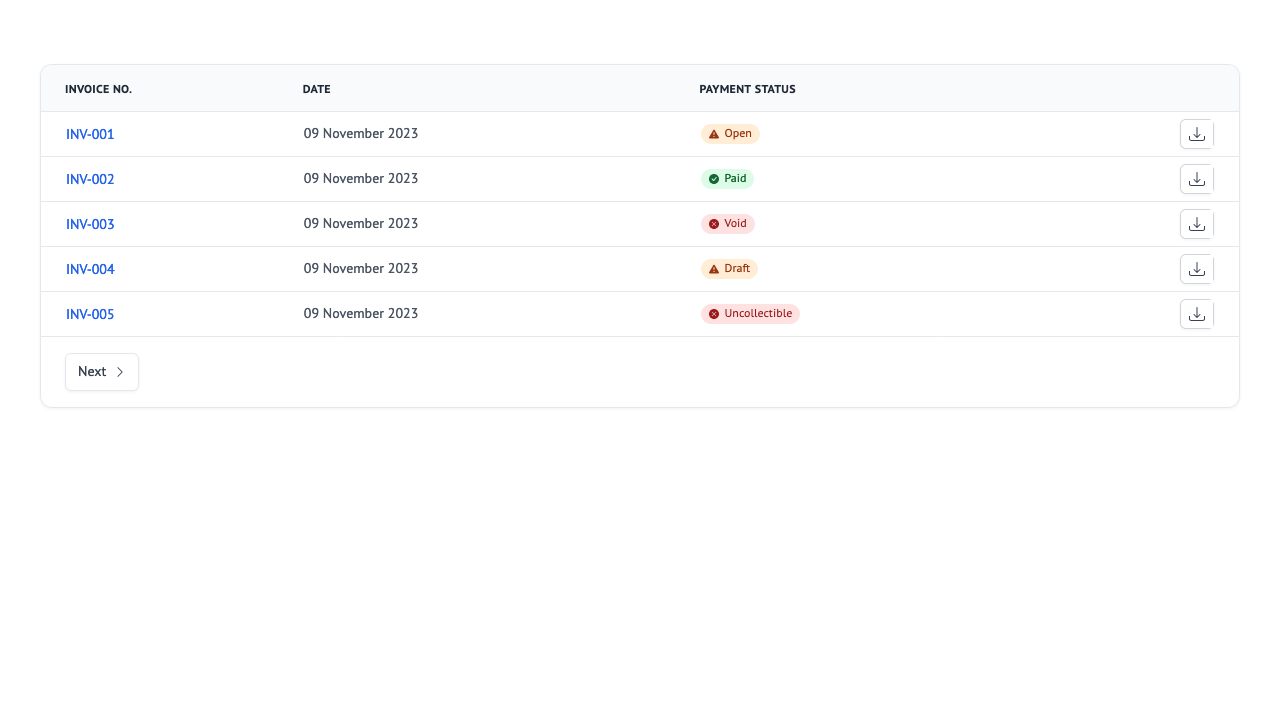 INVOICE NO. DATE PAYMENT STATUS
INV-001 09 November 2023 Open
INV-002 09 November 2023 Paid
INV-003 09 November 2023 Void
INV-004 09 November 2023 Draft
INV-005 09 November 2023 Uncollectible
Next